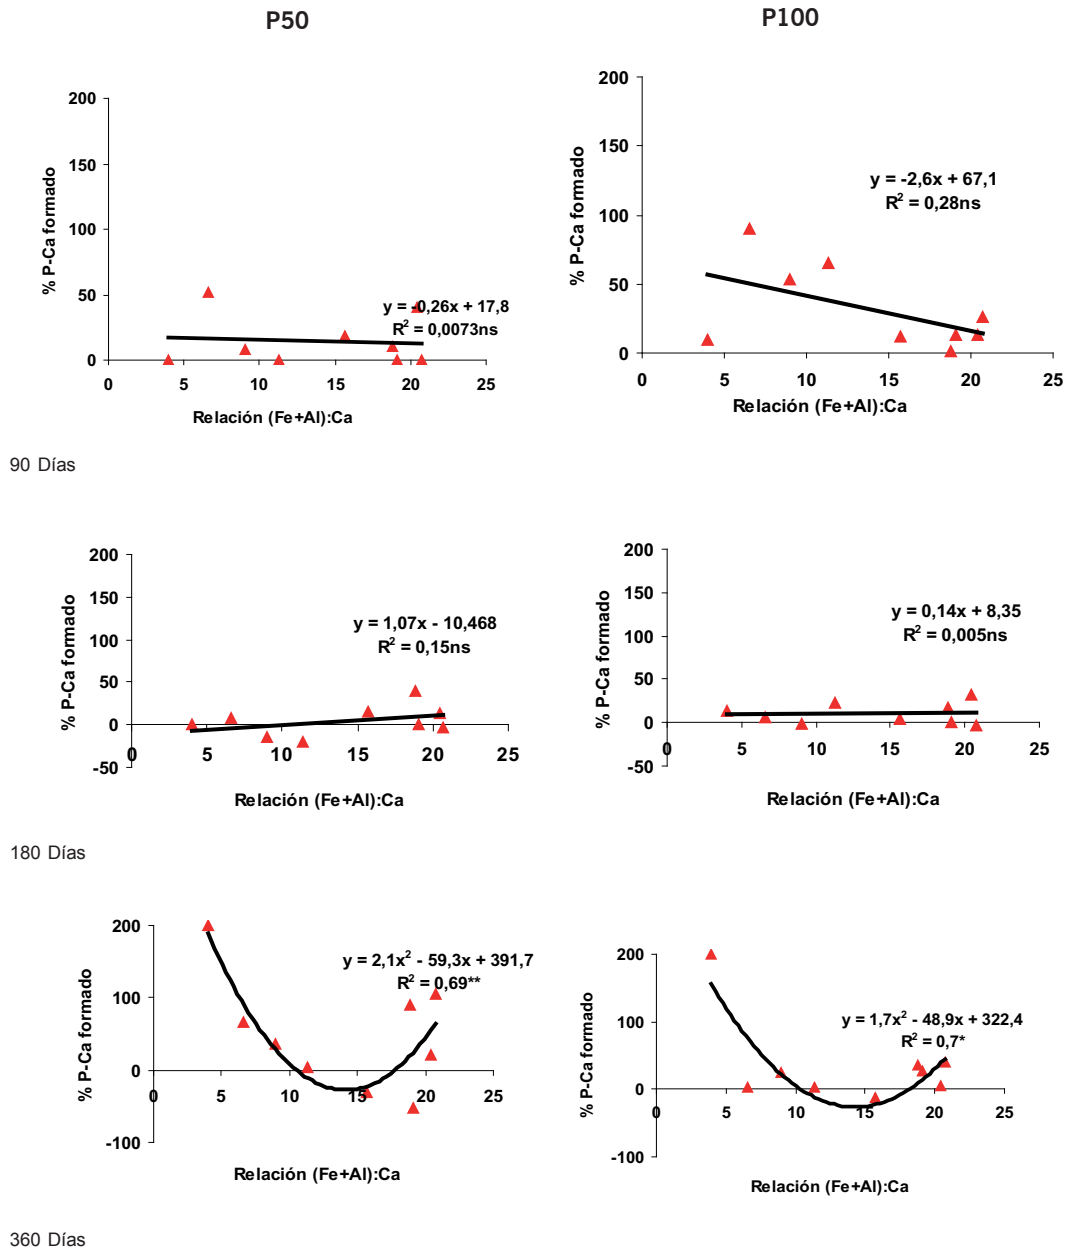 P50
P100
200
150
100
50
0
0 5 10 15 20 25
% P-Ca formado
y = -0,26x + 17,8
R² = 0,0073ns
Relación (Fe+Al):Ca
200
150
100
50
0
0 5 10 15 20 25
% P-Ca formado
y = -2,6x + 67,1
R² = 0,28ns
Relación (Fe+Al):Ca
90 Días
200
150
100
50
0
-50
0 5 10 15 20 25
% P-Ca formado
y = 1,07x - 10,468
R² = 0,15ns
Relación (Fe+Al):Ca
200
150
100
50
0
-50
0 5 10 15 20 25
% P-Ca formado
y = 0,14x + 8,35
R² = 0,005ns
Relación (Fe+Al):Ca
180 Días
200
100
0
-100
0 5 10 15 20 25
% P-Ca formado
y = 2,1x² - 59,3x + 391,7
R² = 0,69**
Relación (Fe+Al):Ca
200
100
0
-100
0 5 10 15 20 25
% P-Ca formado
y = 1,7x² - 48,9x + 322,4
R² = 0,7*
Relación (Fe+Al):Ca
360 Días